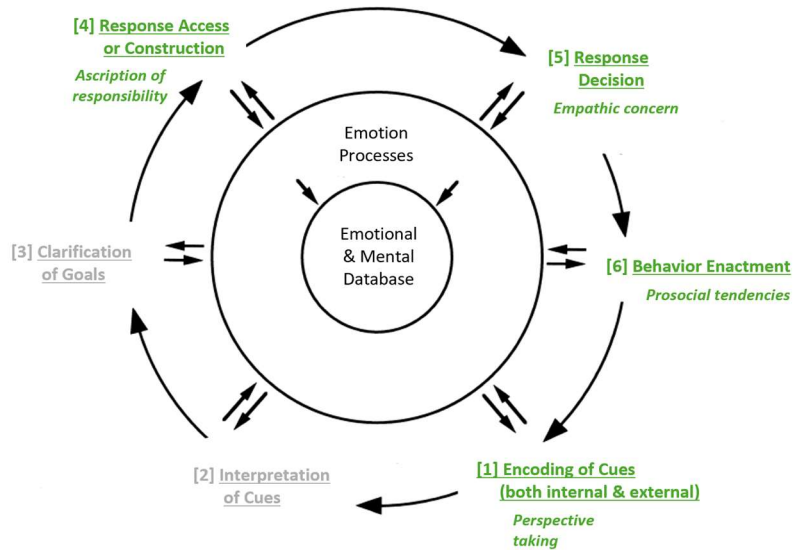 [4] Response Access
or Construction
Ascription of
responsibility
[5] Response
Decision
Empathic concern
Emotion
Processes
Emotional
& Mental
Database
[3] Clarification
of Goals
[6] Behavior Enactment
Prosocial tendencies
[2] Interpretation
of Cues
[1] Encoding of Cues
(both internal & external)
Perspective
taking